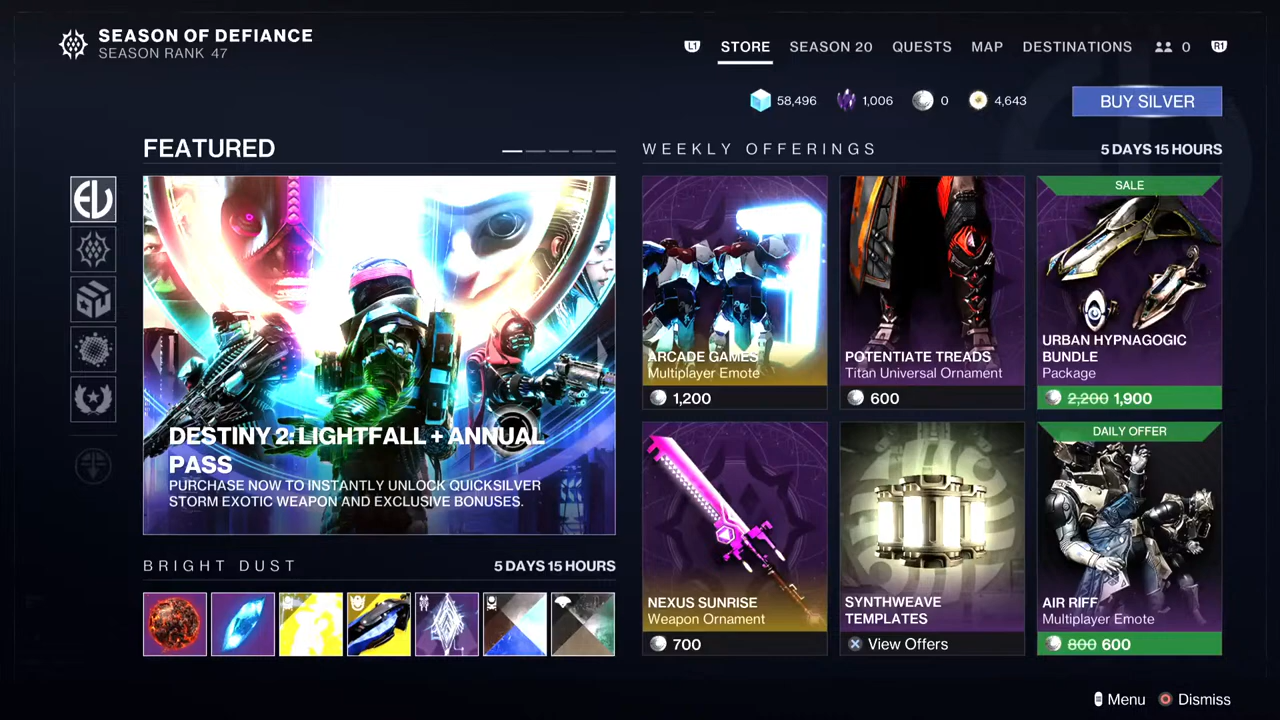 SEASON OF DEFIANCE
SEASON RANK 47
L1
STORE
SEASON 20
QUESTS
MAP
DESTINATIONS
0
R1
58,496
1,006
0
4,643
BUY SILVER
FEATURED
DESTINY 2: LIGHTFALL + ANNUAL
PASS
PURCHASE NOW TO INSTANTLY UNLOCK QUICKSILVER
STORM EXOTIC WEAPON AND EXCLUSIVE BONUSES.
BRIGHT DUST
5 DAYS 15 HOURS
WEEKLY OFFERINGS
5 DAYS 15 HOURS
ARCADE GAMES
Multiplayer Emote
1,200
POTENTIATE TREADS
Titan Universal Ornament
600
SALE
URBAN HYPNAGOGIC
BUNDLE
Package
2,200 1,900
NEXUS SUNRISE
Weapon Ornament
700
SYNTHWEAVE
TEMPLATES
View Offers
DAILY OFFER
AIR RIFF
Multiplayer Emote
800 600
Menu
Dismiss